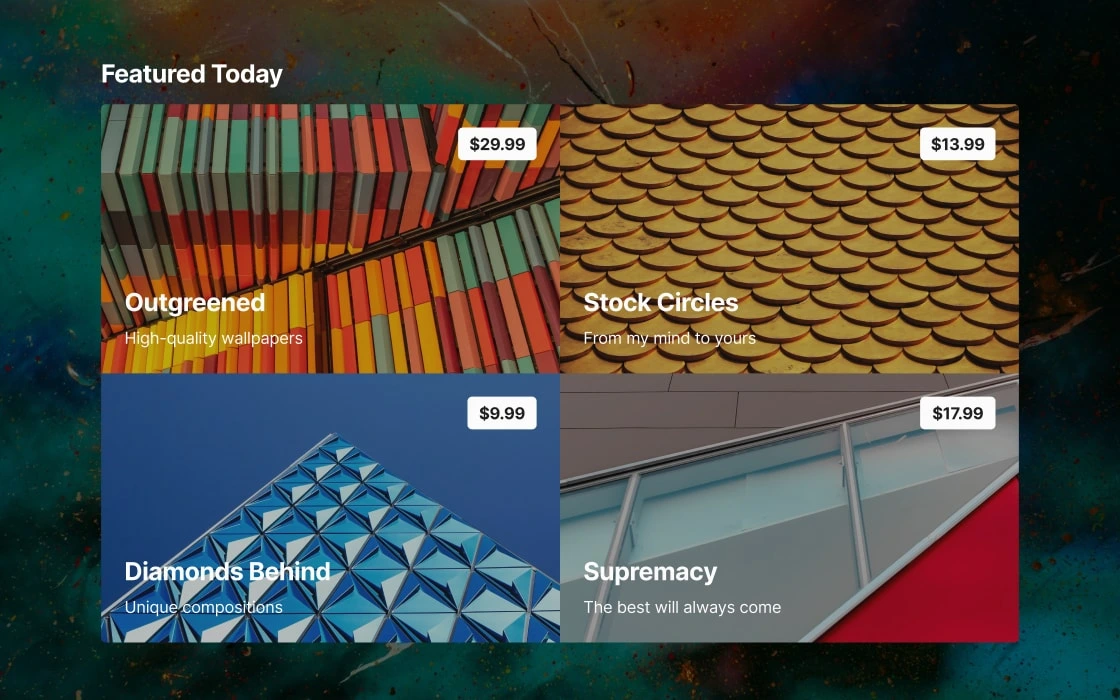 Featured Today
$29.99
Outgreened
High-quality wallpapers
$13.99
Stock Circles
From my mind to yours
$9.99
Diamonds Behind
Unique compositions
$17.99
Supremacy
The best will always come